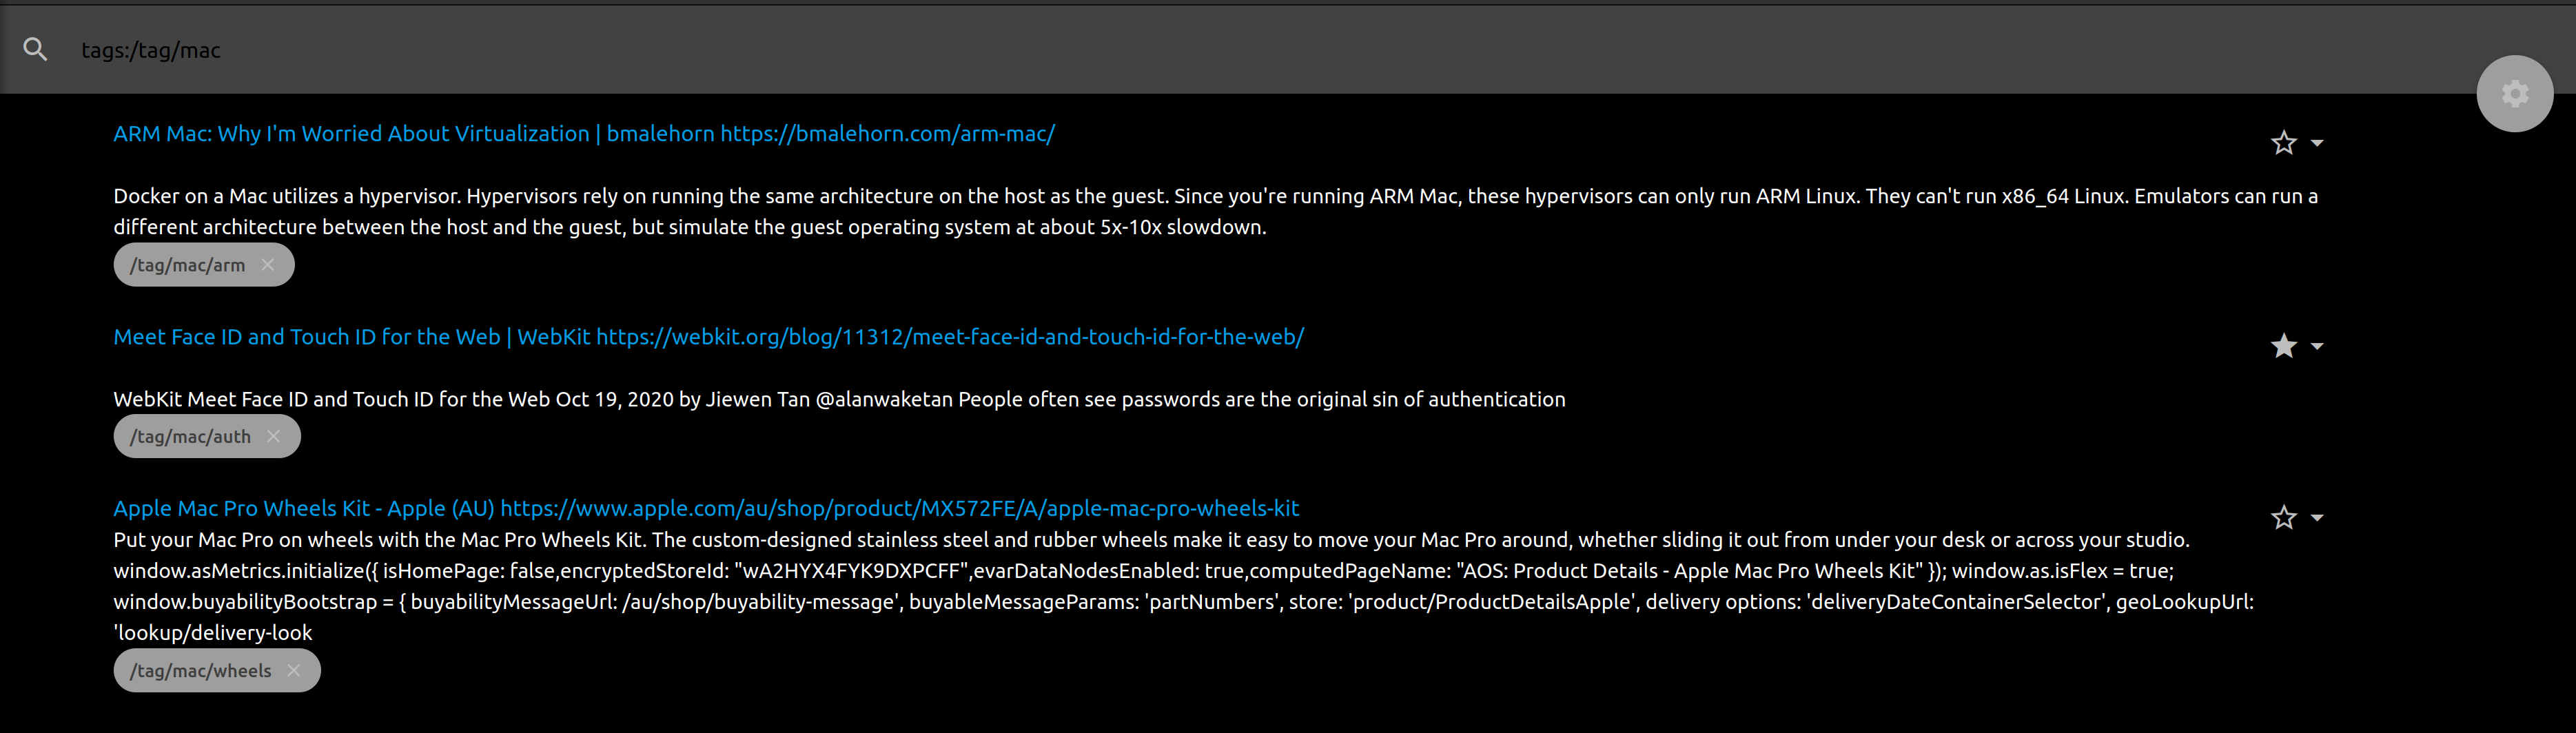 tags:/tag/mac
ARM Mac: Why I'm Worried About Virtualization | bmalehorn https://bmalehorn.com/arm-mac/
Docker on a Mac utilizes a hypervisor. Hypervisors rely on running the same architecture on the host as the guest. Since you're running ARM Mac, these hypervisors can only run ARM Linux. They can't run x86_64 Linux. Emulators can run a
different architecture between the host and the guest, but simulate the guest operating system at about 5x-10x slowdown.
/tag/mac/arm
Meet Face ID and Touch ID for the Web | WebKit https://webkit.org/blog/11312/meet-face-id-and-touch-id-for-the-web/
WebKit Meet Face ID and Touch ID for the Web Oct 19, 2020 by Jiewen Tan @alanwaketan People often see passwords are the original sin of authentication
/tag/mac/auth
Apple Mac Pro Wheels Kit - Apple (AU) https://www.apple.com/au/shop/product/MX572FE/A/apple-mac-pro-wheels-kit
Put your Mac Pro on wheels with the Mac Pro Wheels Kit. The custom-designed stainless steel and rubber wheels make it easy to move your Mac Pro around, whether sliding it out from under your desk or across your studio.
window.asMetrics.initialize({ isHomePage: false,encryptedStoreId: "wA2HYX4FYK9DXPCFF",evarDataNodesEnabled: true,computedPageName: "AOS: Product Details - Apple Mac Pro Wheels Kit" }); window.as.isFlex = true;
window.buyabilityBootstrap = { buyabilityMessageUrl: /au/shop/buyability-message', buyableMessageParams: 'partNumbers', store: 'product/ProductDetailsApple', delivery options: 'deliveryDateContainerSelector', geoLookupUrl:
'lookup/delivery-look
/tag/mac/wheels